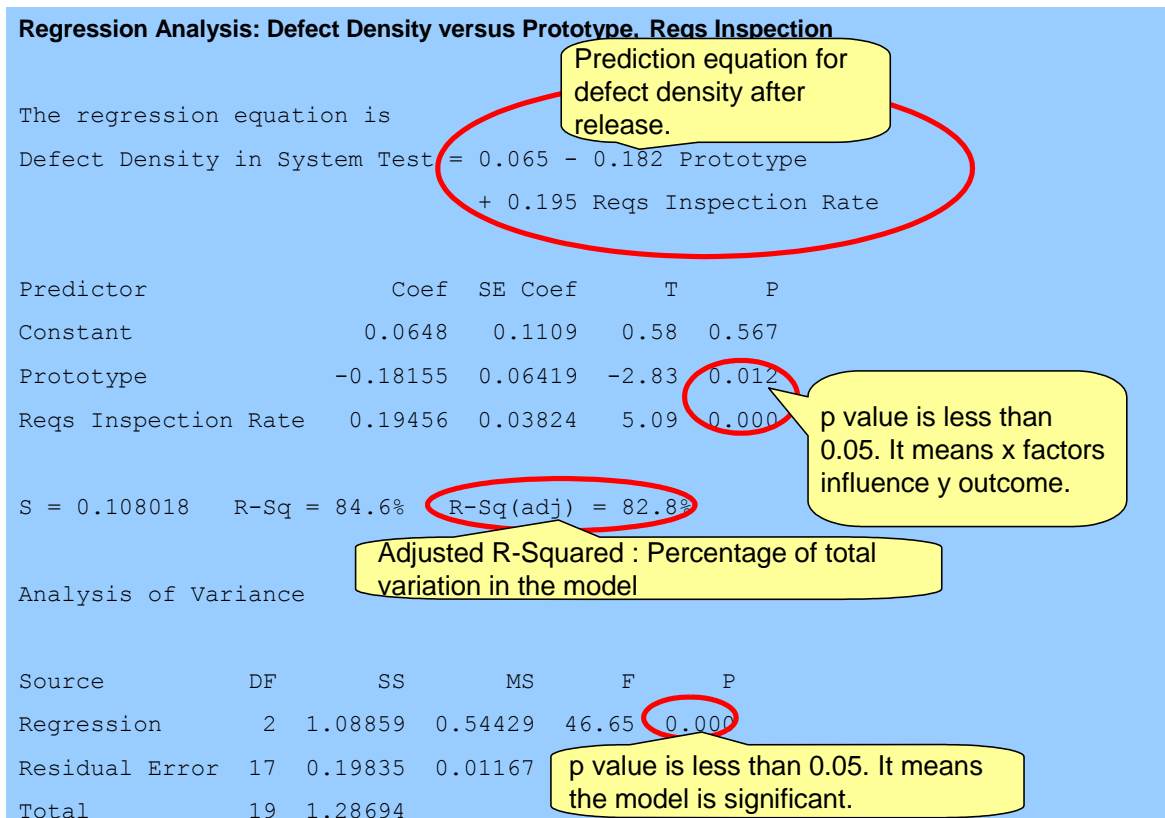 Regression Analysis: Defect Density versus Prototype, Reqs Inspection
Prediction equation for
defect density after
release.
The regression equation is
Defect Density in System Test = 0.065 - 0.182 Prototype
+ 0.195 Reqs Inspection Rate
Predictor Coef SE Coef T P
Constant 0.0648 0.1109 0.58 0.567
Prototype -0.18155 0.06419 -2.83 0.012
Reqs Inspection Rate 0.19456 0.03824 5.09 0.000
p value is less than
0.05. It means x factors
influence y outcome.
S = 0.108018 R-Sq = 84.6% R-Sq(adj) = 82.8%
Adjusted R-Squared : Percentage of total
variation in the model
Analysis of Variance
Source DF SS MS F P
Regression 2 1.08859 0.54429 46.65 0.000
Residual Error 17 0.19835 0.01167
Total 19 1.28694
p value is less than 0.05. It means
the model is significant.